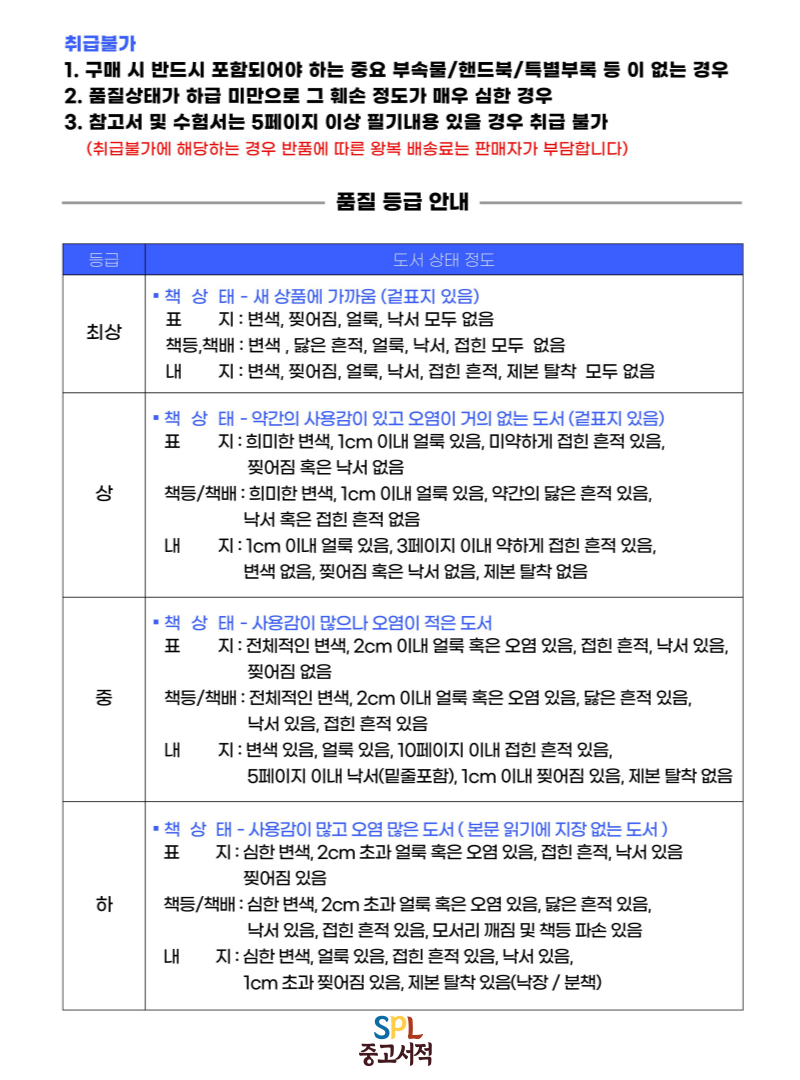 취급불가
1. 구매 시 반드시 포함되어야 하는 중요 부속물/핸드북/특별부록 등 이 없는 경우
2. 품질상태가 하급 미만으로 그 훼손 정도가 매우 심한 경우
3. 참고서 및 수험서는 5페이지 이상 필기내용 있을 경우 취급 불가
(취급불가에 해당하는 경우 반품에 따른 왕복 배송료는 판매자가 부담합니다)
품질 등급 안내
등급 도서 상태 정도
최상
▪ 책 상 태 - 새 상품에 가까움 (겉표지 있음)
표 지 : 변색, 찢어짐, 얼룩, 낙서 모두 없음
책등,책배 : 변색 , 닳은 흔적, 얼룩, 낙서, 접힌 모두 없음
내 지 : 변색, 찢어짐, 얼룩, 낙서, 접힌 흔적, 제본 탈착 모두 없음
상
▪ 책 상 태 - 약간의 사용감이 있고 오염이 거의 없는 도서 (겉표지 있음)
표 지 : 희미한 변색, 1cm 이내 얼룩 있음, 미약하게 접힌 흔적 있음,
찢어짐 혹은 낙서 없음
책등/책배 : 희미한 변색, 1cm 이내 얼룩 있음, 약간의 닳은 흔적 있음,
낙서 혹은 접힌 흔적 없음
내 지 : 1cm 이내 얼룩 있음, 3페이지 이내 약하게 접힌 흔적 있음,
변색 없음, 찢어짐 혹은 낙서 없음, 제본 탈착 없음
중
▪ 책 상 태 - 사용감이 많으나 오염이 적은 도서
표 지 : 전체적인 변색, 2cm 이내 얼룩 혹은 오염 있음, 접힌 흔적, 낙서 있음,
찢어짐 없음
책등/책배 : 전체적인 변색, 2cm 이내 얼룩 혹은 오염 있음, 닳은 흔적 있음,
낙서 있음, 접힌 흔적 있음
내 지 : 변색 있음, 얼룩 있음, 10페이지 이내 접힌 흔적 있음,
5페이지 이내 낙서(밑줄포함), 1cm 이내 찢어짐 있음, 제본 탈착 없음
하
▪ 책 상 태 - 사용감이 많고 오염 많은 도서 ( 본문 읽기에 지장 없는 도서 )
표 지 : 심한 변색, 2cm 초과 얼룩 혹은 오염 있음, 접힌 흔적, 낙서 있음
찢어짐 있음
책등/책배 : 심한 변색, 2cm 초과 얼룩 혹은 오염 있음, 닳은 흔적 있음,
낙서 있음, 접힌 흔적 있음, 모서리 깨짐 및 책등 파손 있음
내 지 : 심한 변색, 얼룩 있음, 접힌 흔적 있음, 낙서 있음,
1cm 초과 찢어짐 있음, 제본 탈착 있음(낙장 / 분책)
SPL
중고서적